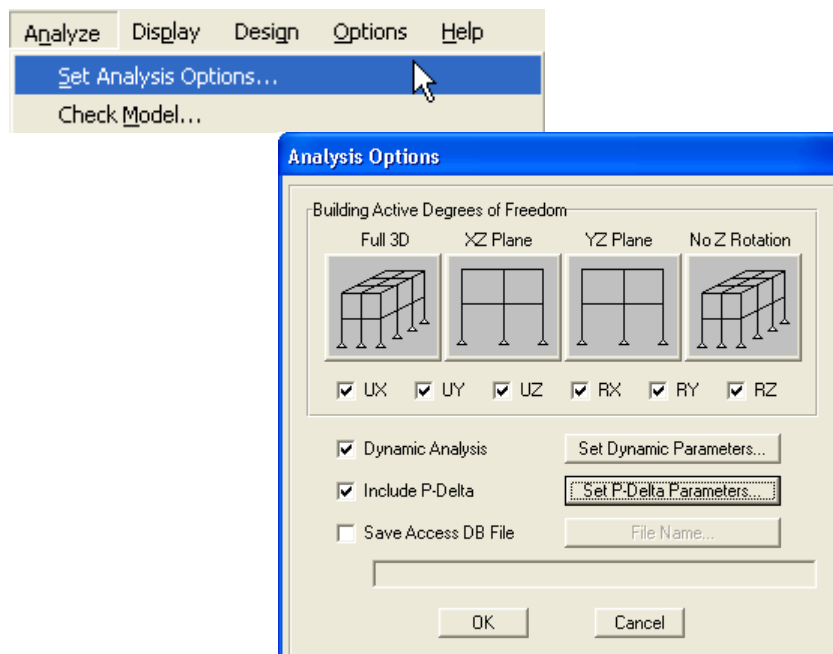 Analyze Display Design Options Help
Set Analysis Options...
Check Model...
Analysis Options
Building Active Degrees of Freedom
Full 3D XZ Plane YZ Plane No Z Rotation
UX UY UZ RX RY RZ
Dynamic Analysis Set Dynamic Parameters...
Include P-Delta Set P-Delta Parameters...
Save Access DB File File Name...
OK Cancel